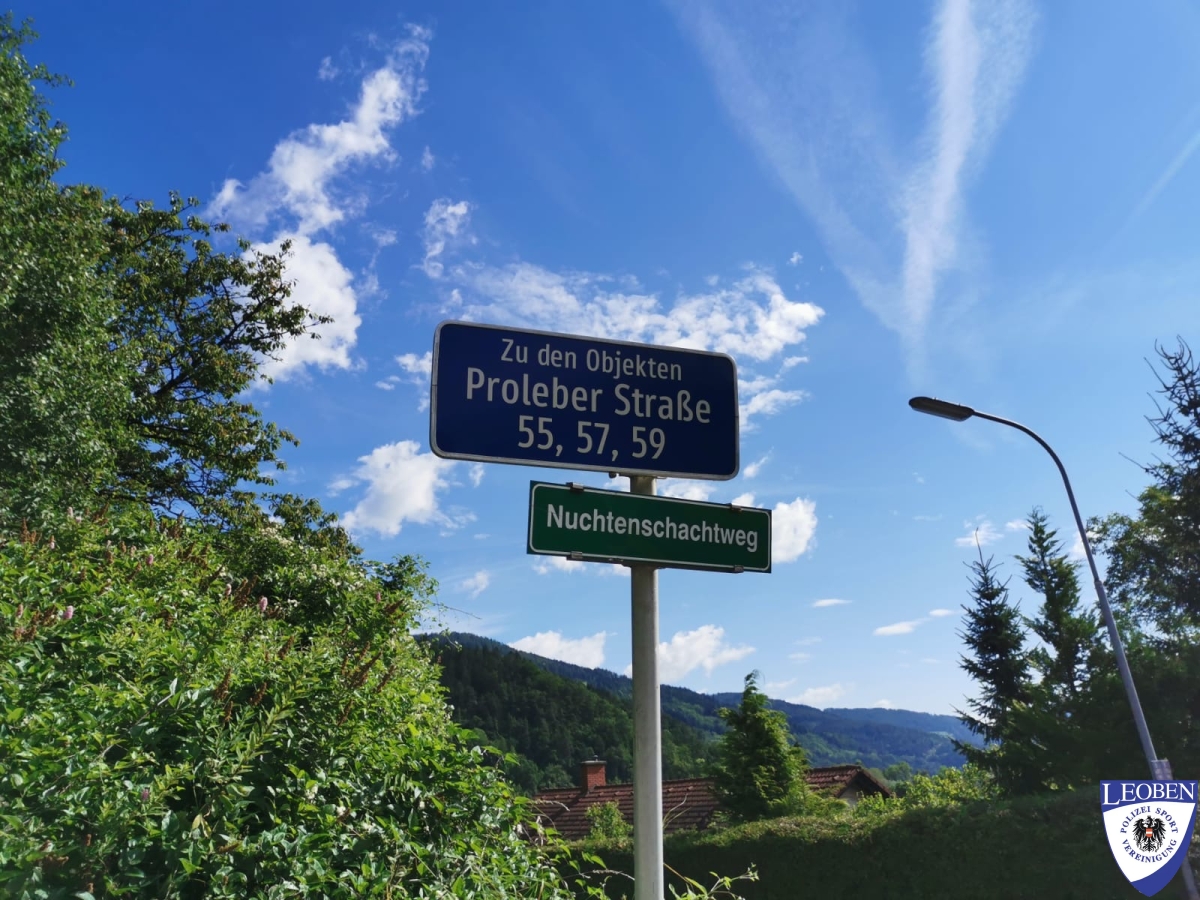 Zu den Objekten
Proleber Straße
55, 57, 59
Nuchtenschachtweg
LEOBEN
POLIZEI SPORT
VEREINIGUNG